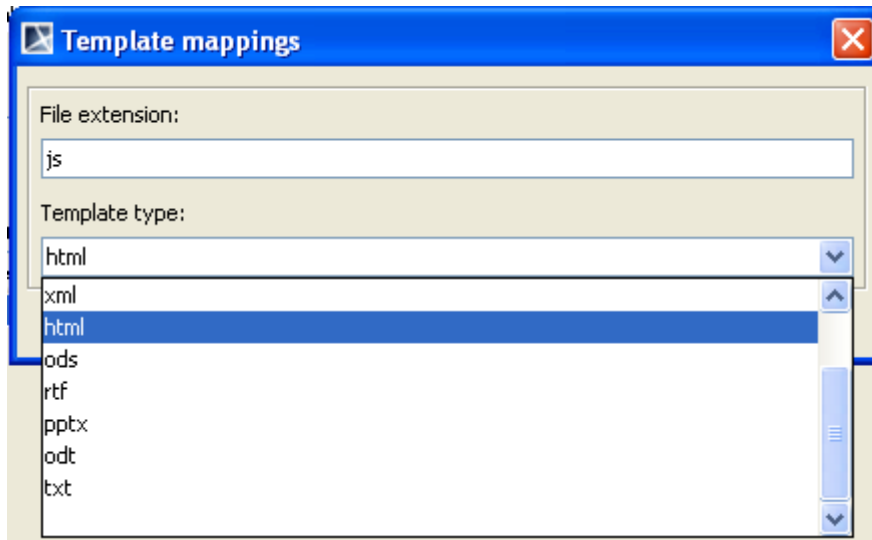 Template mappings
File extension:
js
Template type:
html
xml
html
ods
rtf
pptx
odt
txt